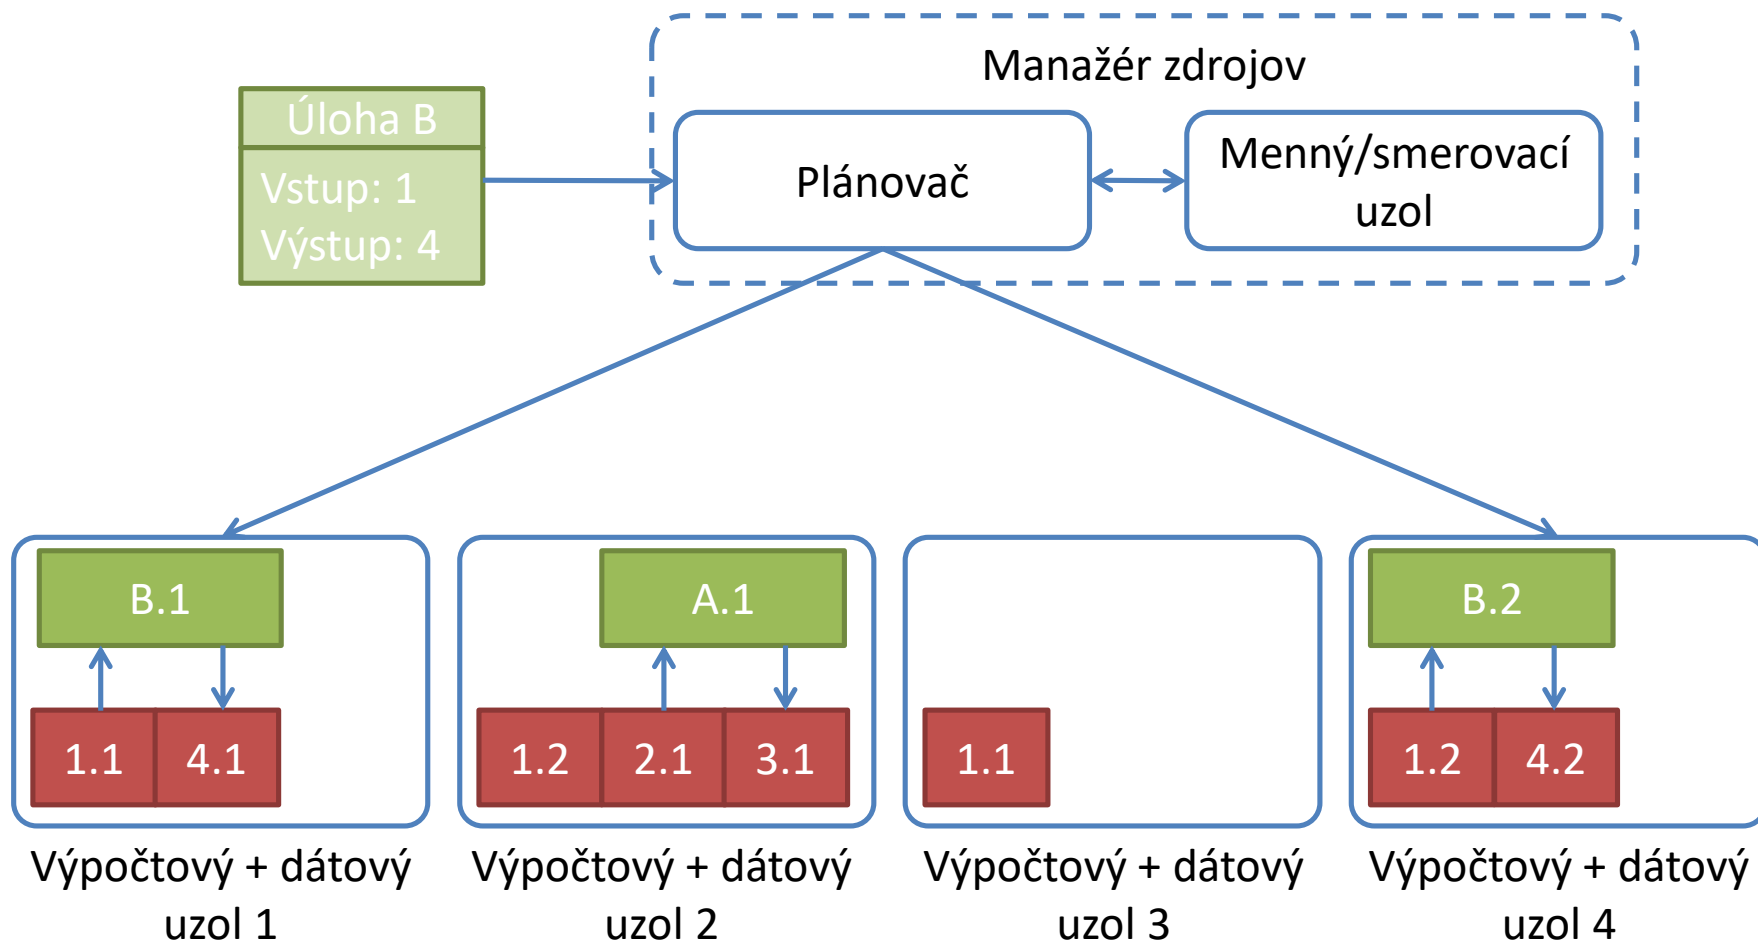 Manažér zdrojov
Úloha B
Vstup: 1
Výstup: 4
Plánovač
Menný/smerovací
uzol
B.1
A.1
B.2
1.1
4.1
1.2
2.1
3.1
1.1
1.2
4.2
Výpočtový + dátový
uzol 1
Výpočtový + dátový
uzol 2
Výpočtový + dátový
uzol 3
Výpočtový + dátový
uzol 4